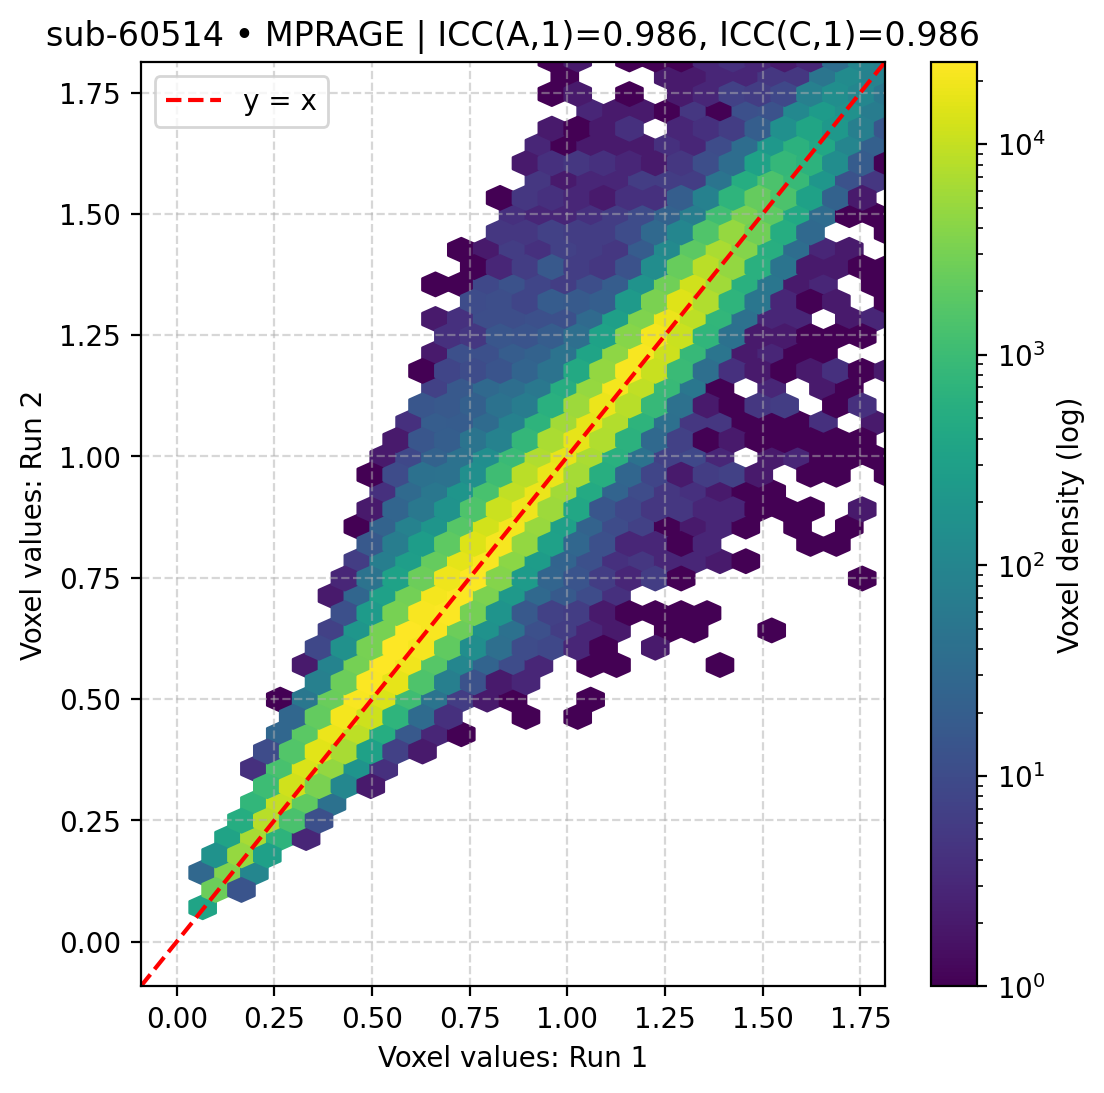 sub-60514 • MPRAGE | ICC(A,1)=0.986, ICC(C,1)=0.986
y = x
1.75
1.50
1.25
1.00
0.75
0.50
0.25
0.00
Voxel values: Run 2
0.00 0.25 0.50 0.75 1.00 1.25 1.50 1.75
Voxel values: Run 1
10⁴
10³
10²
10¹
10⁰
Voxel density (log)